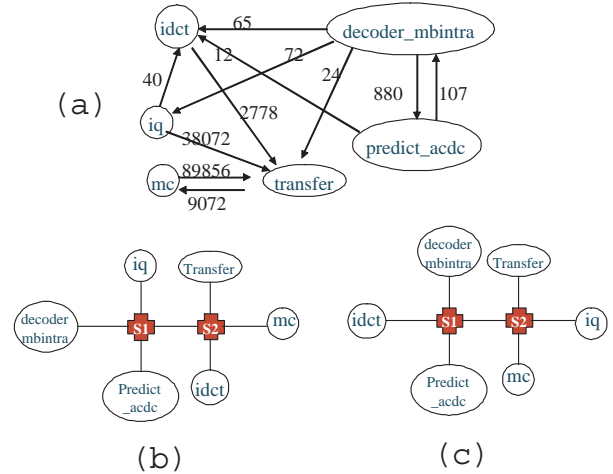 idct
65
decoder_mbintra
12
72
24
40
880
107
(a)
iq
2778
38072
predict_acdc
mc
89856
transfer
9072
iq
Transfer
decoder
mbintra
S1
S2
mc
Predict
_acdc
idct
(b)
decoder
mbintra
Transfer
idct
S1
S2
iq
Predict
_acdc
mc
(c)